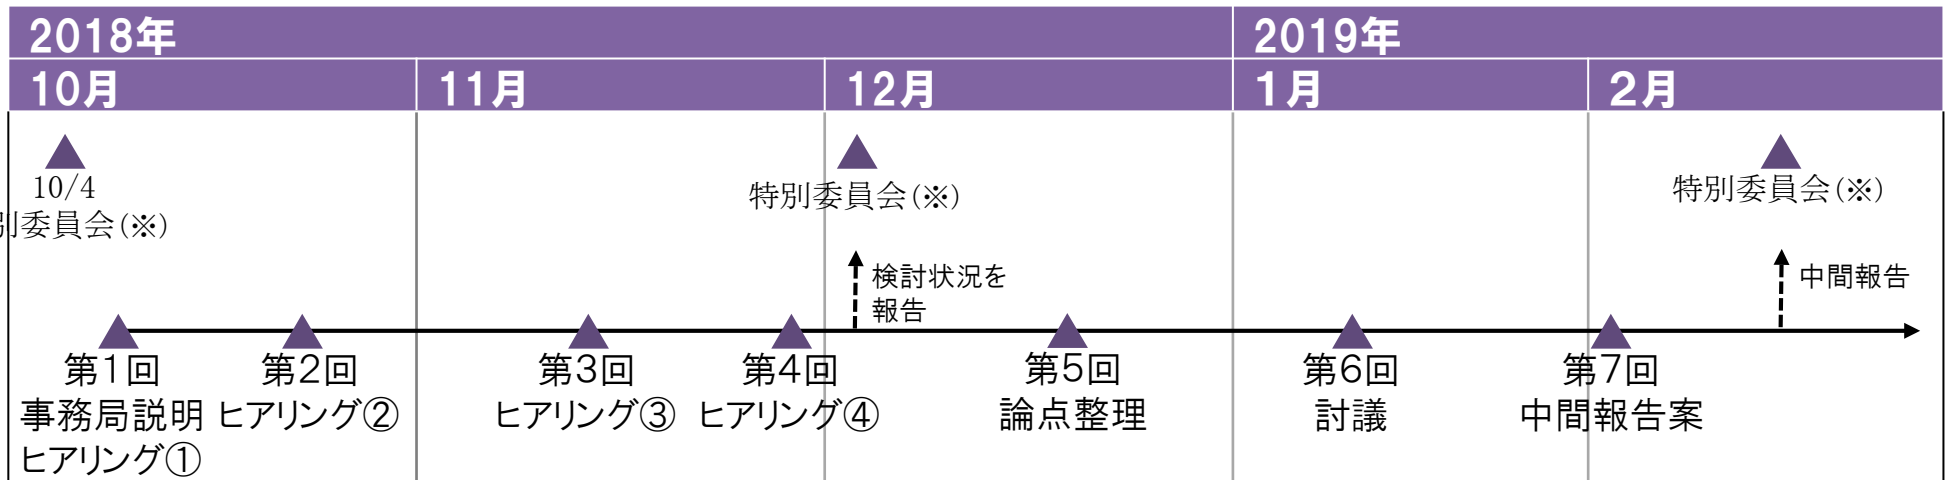 2018年
2019年
10月
11月
12月
1月
2月
10/4
別委員会(※)
特別委員会(※)
特別委員会(※)
検討状況を
報告
中間報告
第1回
事務局説明
ヒアリング①
第2回
ヒアリング②
第3回
ヒアリング③
第4回
ヒアリング④
第5回
論点整理
第6回
討議
第7回
中間報告案